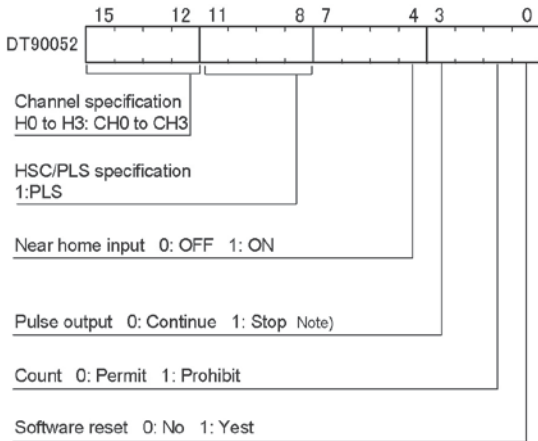 15 12 11 8 7 4 3 0
DT90052
Channel specification
H0 to H3: CH0 to CH3
HSC/PLS specification
1:PLS
Near home input 0: OFF 1: ON
Pulse output 0: Continue 1: Stop Note)
Count 0: Permit 1: Prohibit
Software reset 0: No 1: Yest